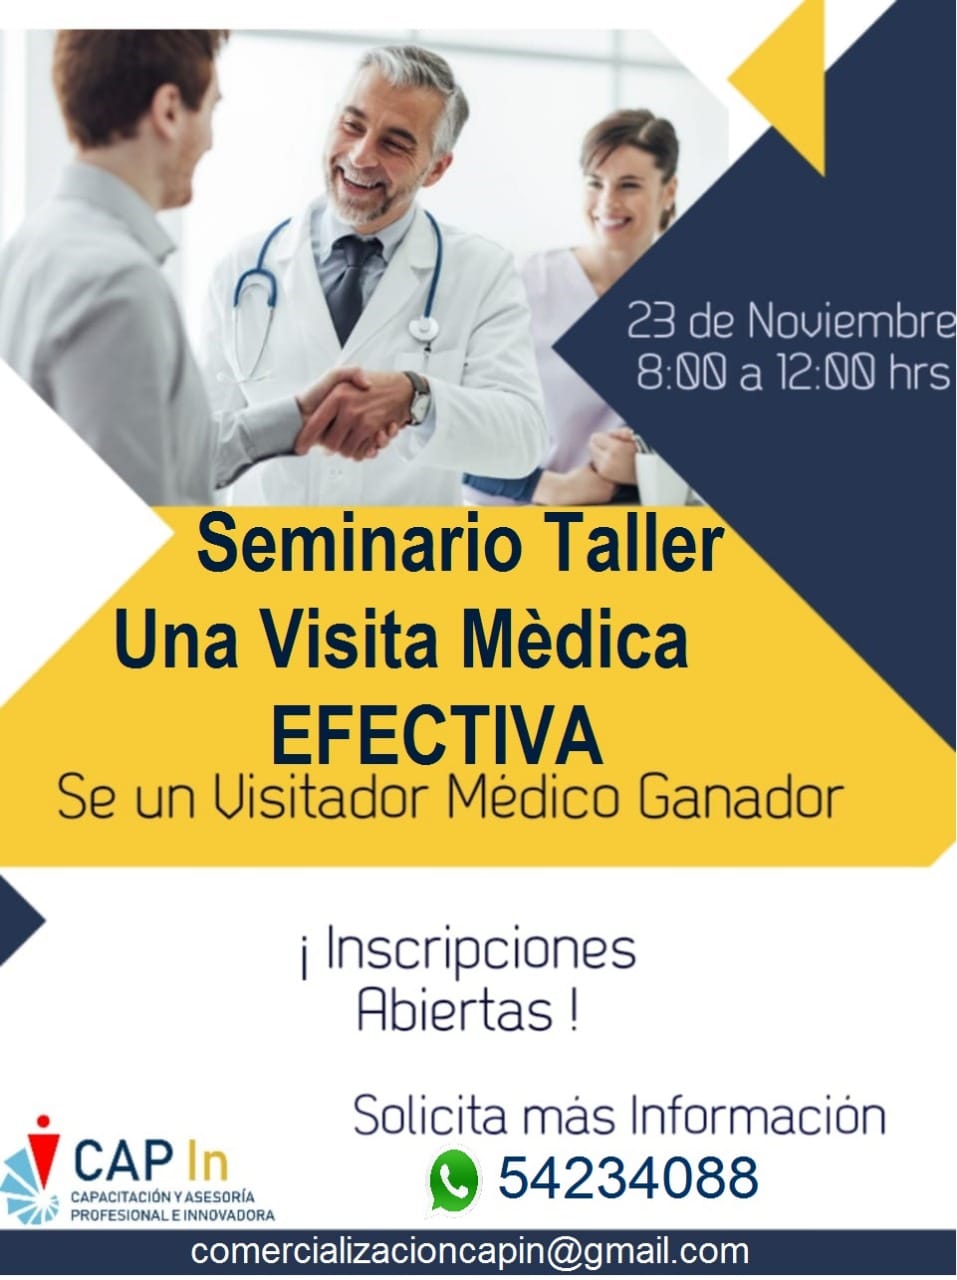 23 de Noviembre
8:00 a 12:00 hrs
Seminario Taller
Una Visita Mèdica
EFECTIVA
Se un Visitador Médico Ganador
¡ Inscripciones
Abiertas !
Solicita más Información
54234088
CAP In
CAPACITACIÓN Y ASESORÍA
PROFESIONAL E INNOVADORA
comercializacioncapin@gmail.com